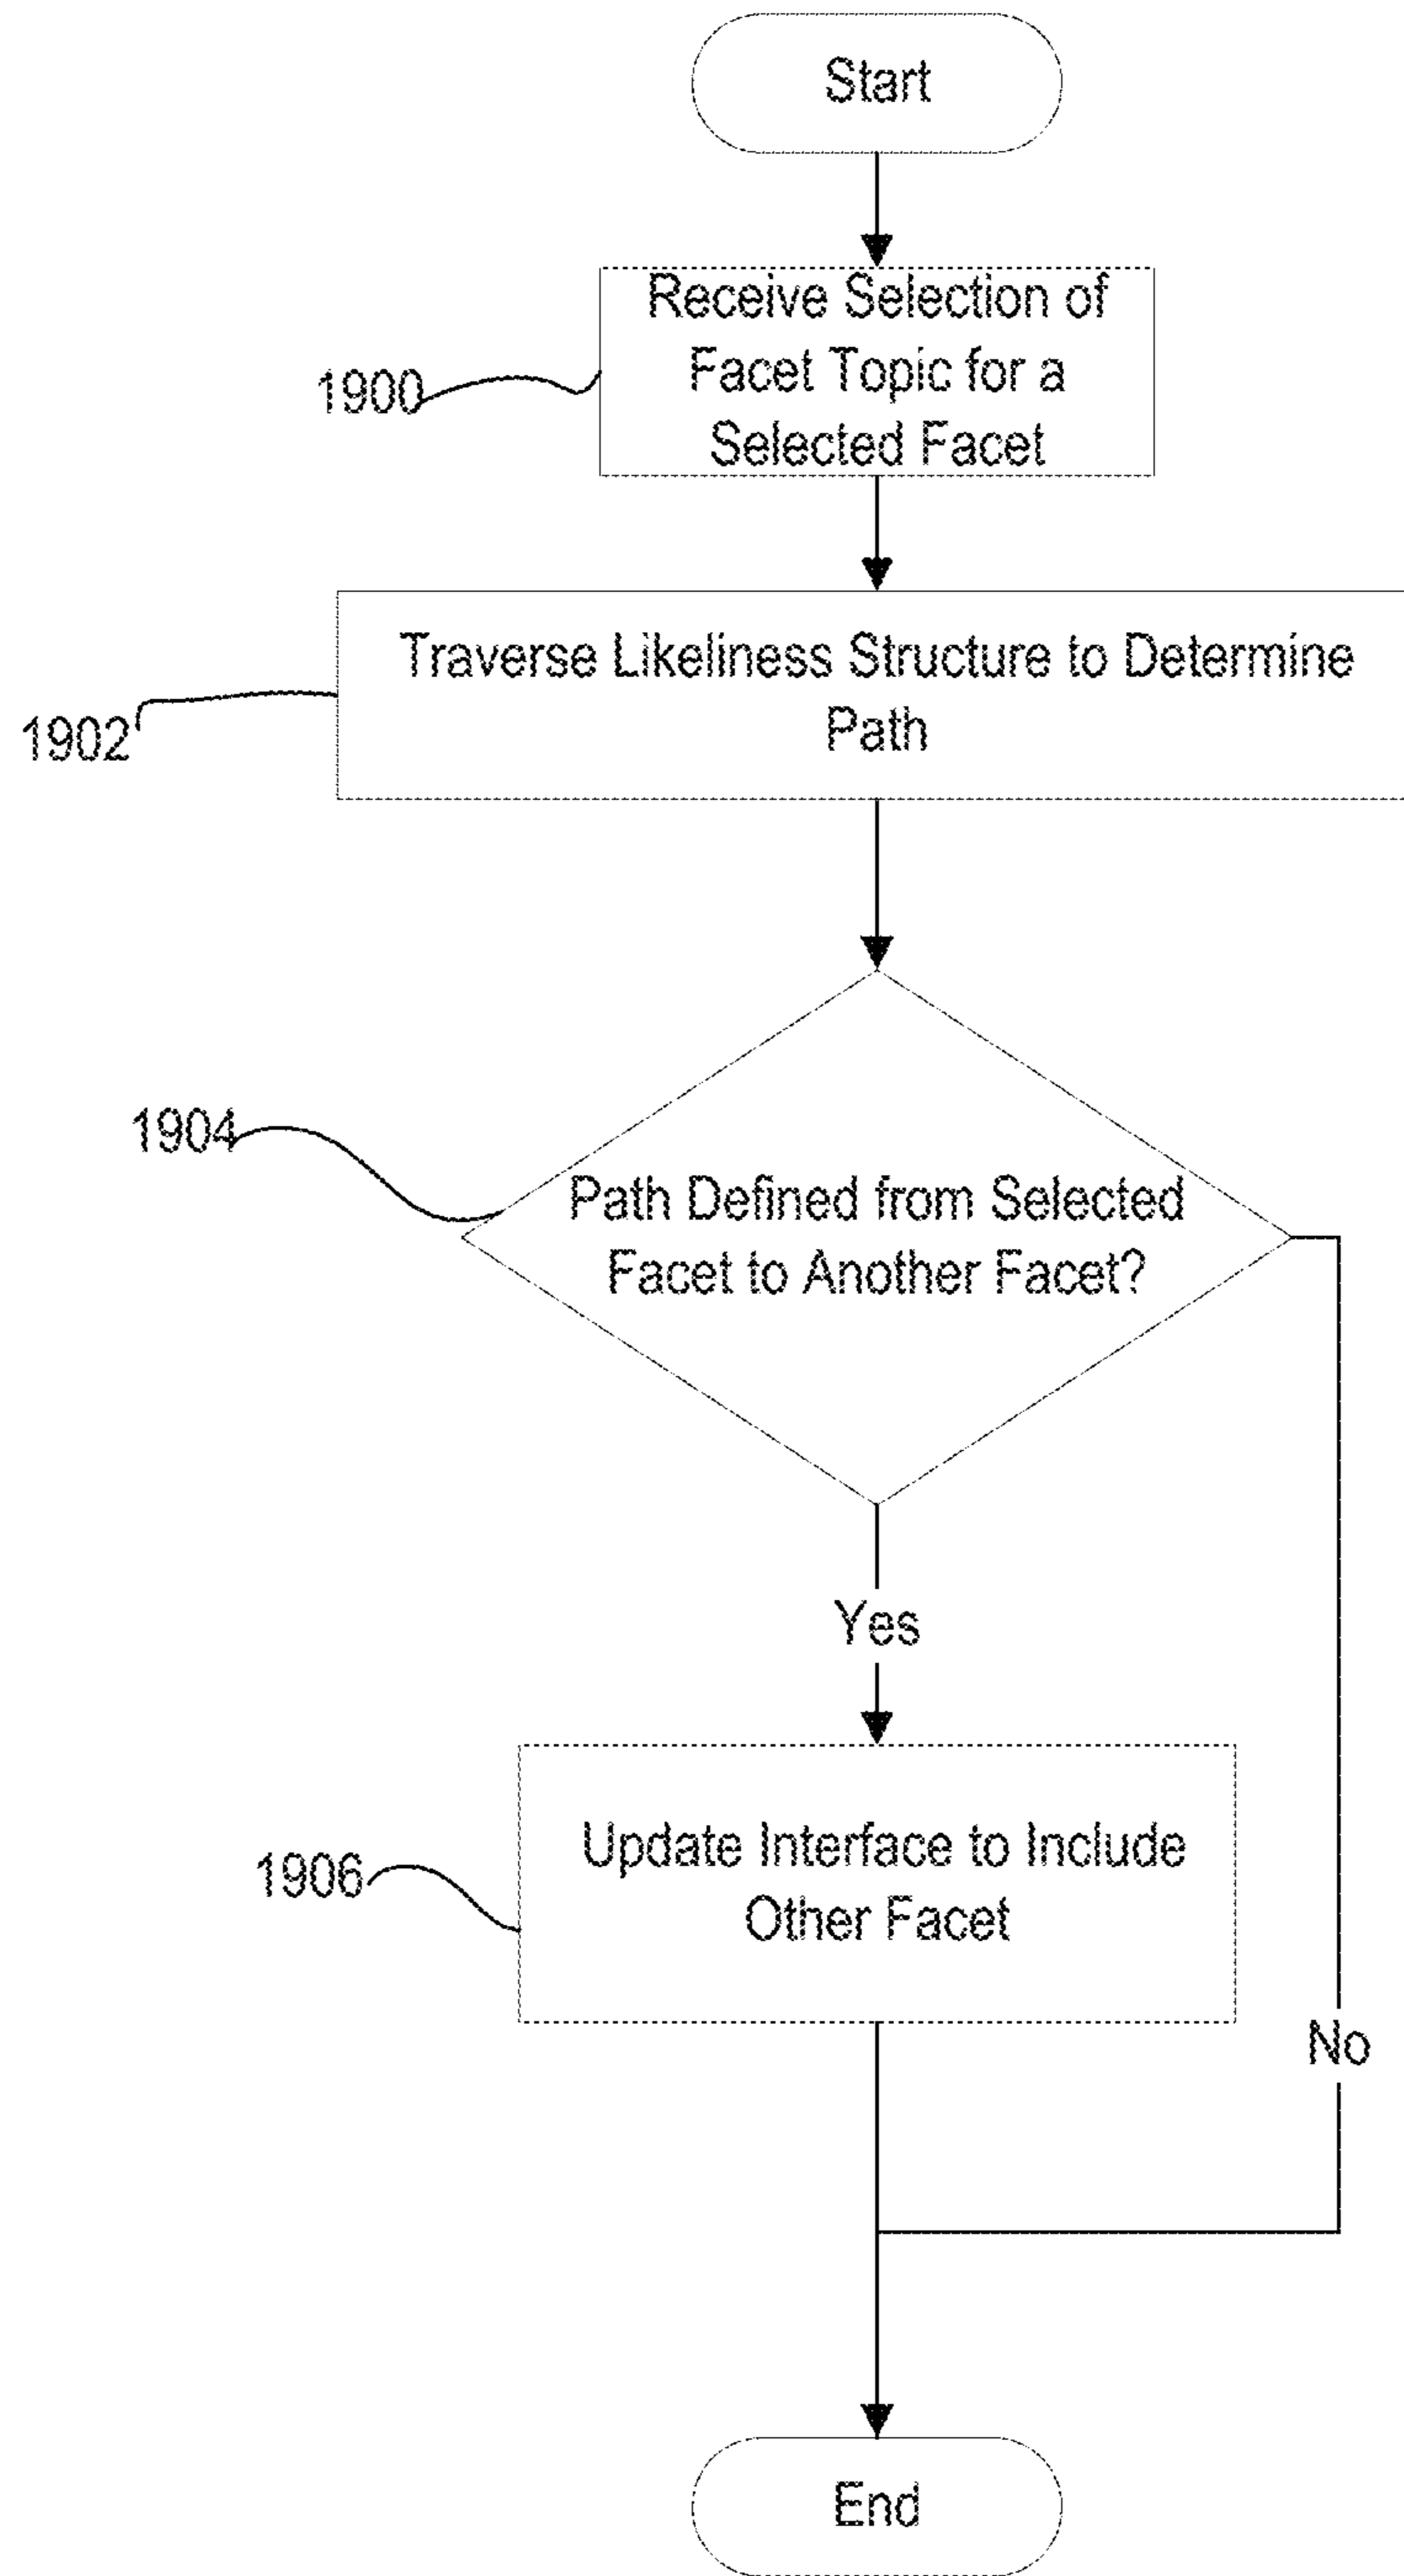 Start
Receive Selection of
Facet Topic for a
Selected Facet
1900
Traverse Likeliness Structure to Determine
Path
1902
1904
Path Defined from Selected
Facet to Another Facet?
Yes
Update Interface to Include
Other Facet
1906
No
End